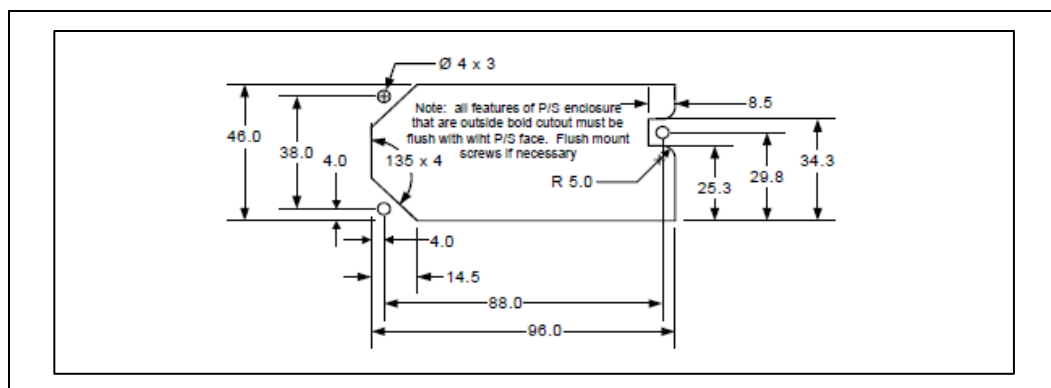 Ø 4 x 3
Note: all features of P/S enclosure
that are outside bold cutout must be
flush with wiht P/S face. Flush mount
screws if necessary
8.5
46.0
38.0
4.0
135 x 4
R 5.0
25.3
29.8
34.3
4.0
14.5
88.0
96.0